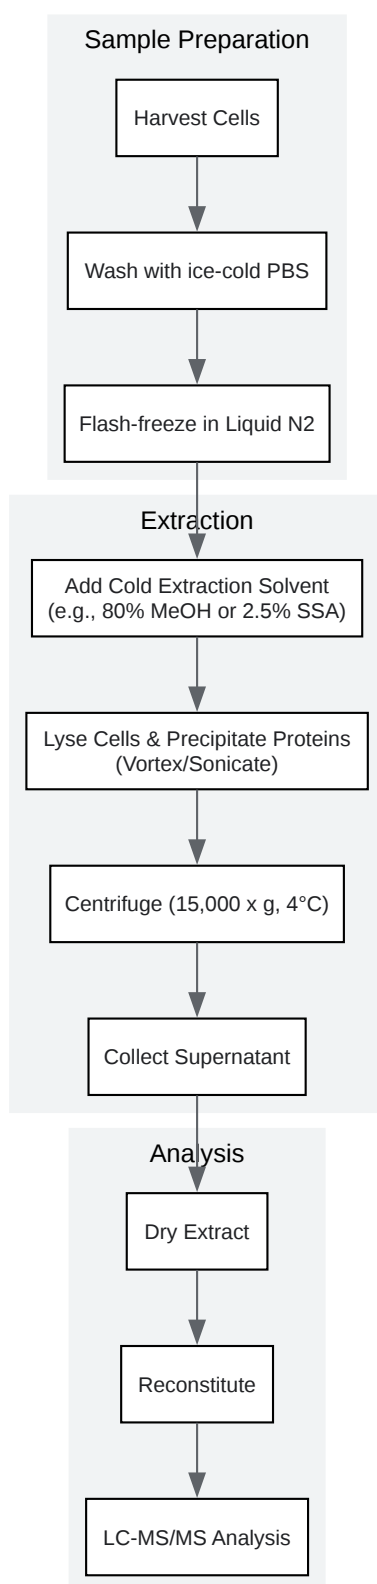 Sample Preparation
Harvest Cells
Wash with ice-cold PBS
Flash-freeze in Liquid N2
Extraction
Add Cold Extraction Solvent
(e.g., 80% MeOH or 2.5% SSA)
Lyse Cells & Precipitate Proteins
(Vortex/Sonicate)
Centrifuge (15,000 x g, 4°C)
Collect Supernatant
Analysis
Dry Extract
Reconstitute
LC-MS/MS Analysis